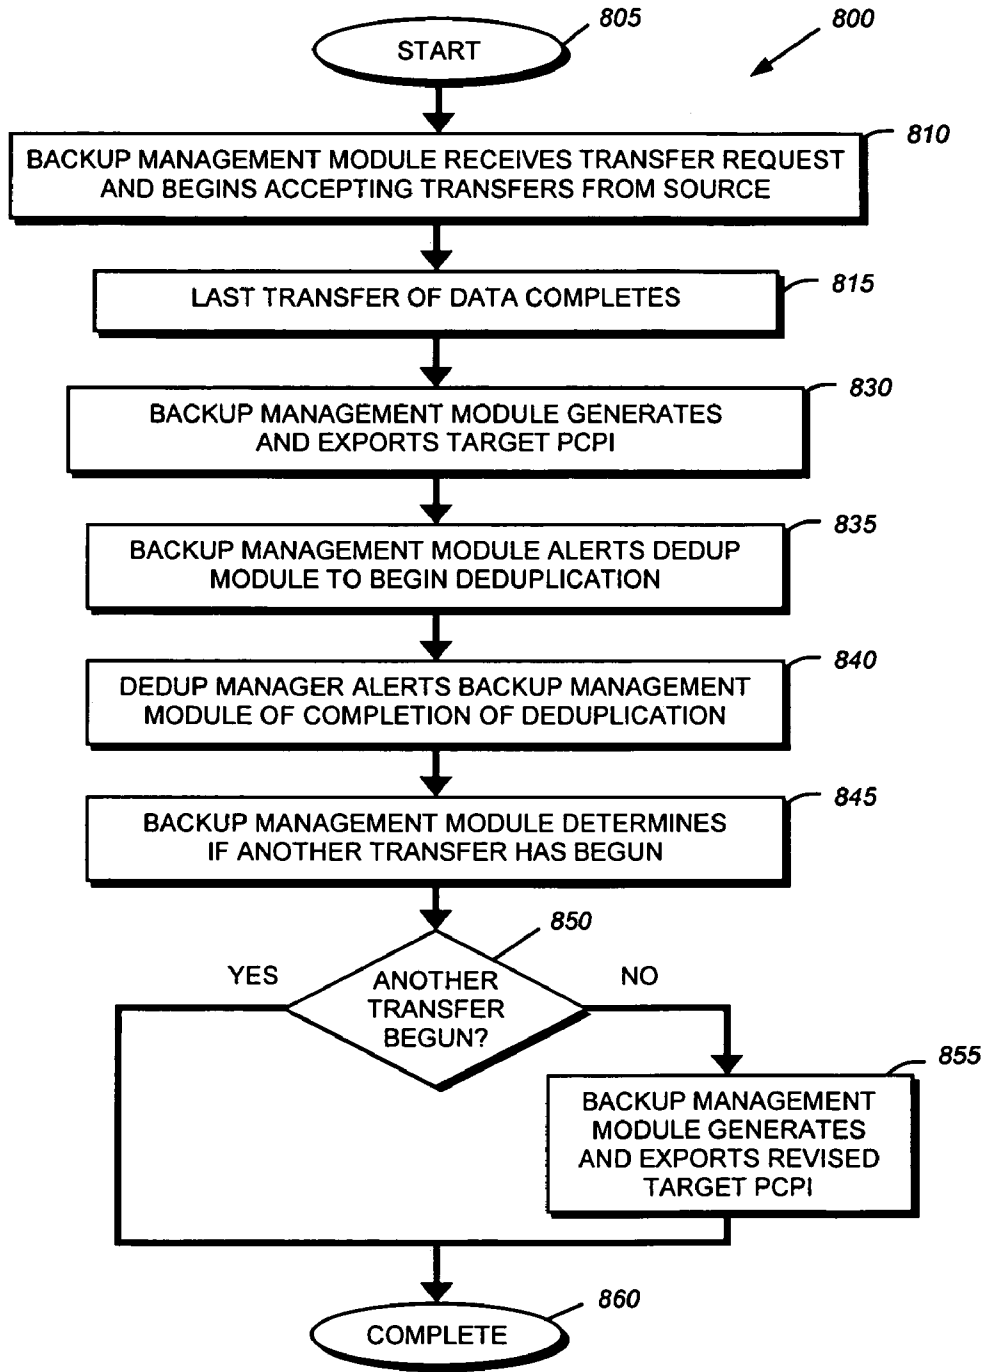 805
800
START
810
BACKUP MANAGEMENT MODULE RECEIVES TRANSFER REQUEST
AND BEGINS ACCEPTING TRANSFERS FROM SOURCE
815
LAST TRANSFER OF DATA COMPLETES
830
BACKUP MANAGEMENT MODULE GENERATES
AND EXPORTS TARGET PCPI
835
BACKUP MANAGEMENT MODULE ALERTS DEDUP
MODULE TO BEGIN DEDUPLICATION
840
DEDUP MANAGER ALERTS BACKUP MANAGEMENT
MODULE OF COMPLETION OF DEDUPLICATION
845
BACKUP MANAGEMENT MODULE DETERMINES
IF ANOTHER TRANSFER HAS BEGUN
850
YES
ANOTHER
TRANSFER
BEGUN?
NO
855
BACKUP MANAGEMENT
MODULE GENERATES
AND EXPORTS REVISED
TARGET PCPI
860
COMPLETE